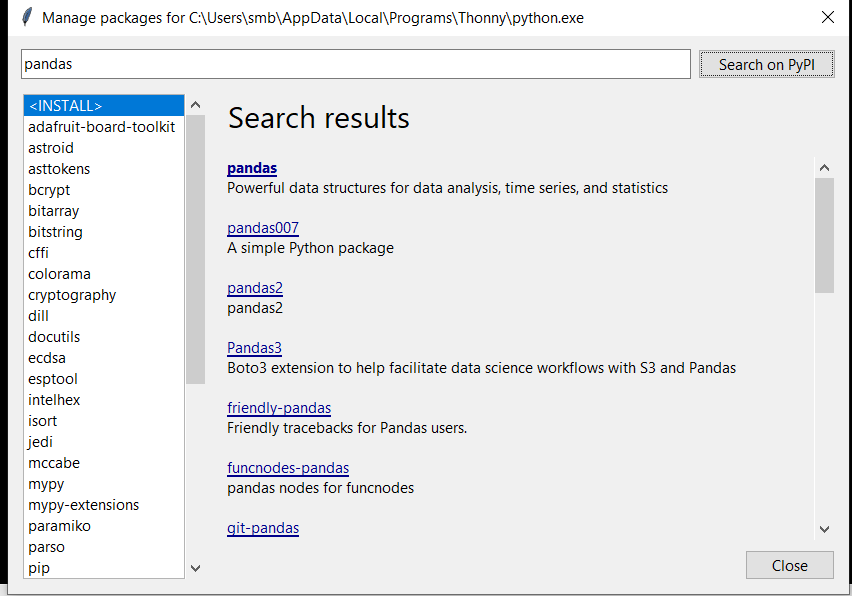 Manage packages for C:\Users\smb\AppData\Local\Programs\Thonny\python.exe
pandas
Search on PyPI
<INSTALL>
adafruit-board-toolkit
astroid
asttokens
bcrypt
bitarray
bitstring
cffi
colorama
cryptography
dill
docutils
ecdsa
esptool
intelhex
isort
jedi
mccabe
mypy
mypy-extensions
paramiko
parso
pip
Search results
pandas
Powerful data structures for data analysis, time series, and statistics
pandas007
A simple Python package
pandas2
pandas2
Pandas3
Boto3 extension to help facilitate data science workflows with S3 and Pandas
friendly-pandas
Friendly tracebacks for Pandas users.
funcnodes-pandas
pandas nodes for funcnodes
git-pandas
Close